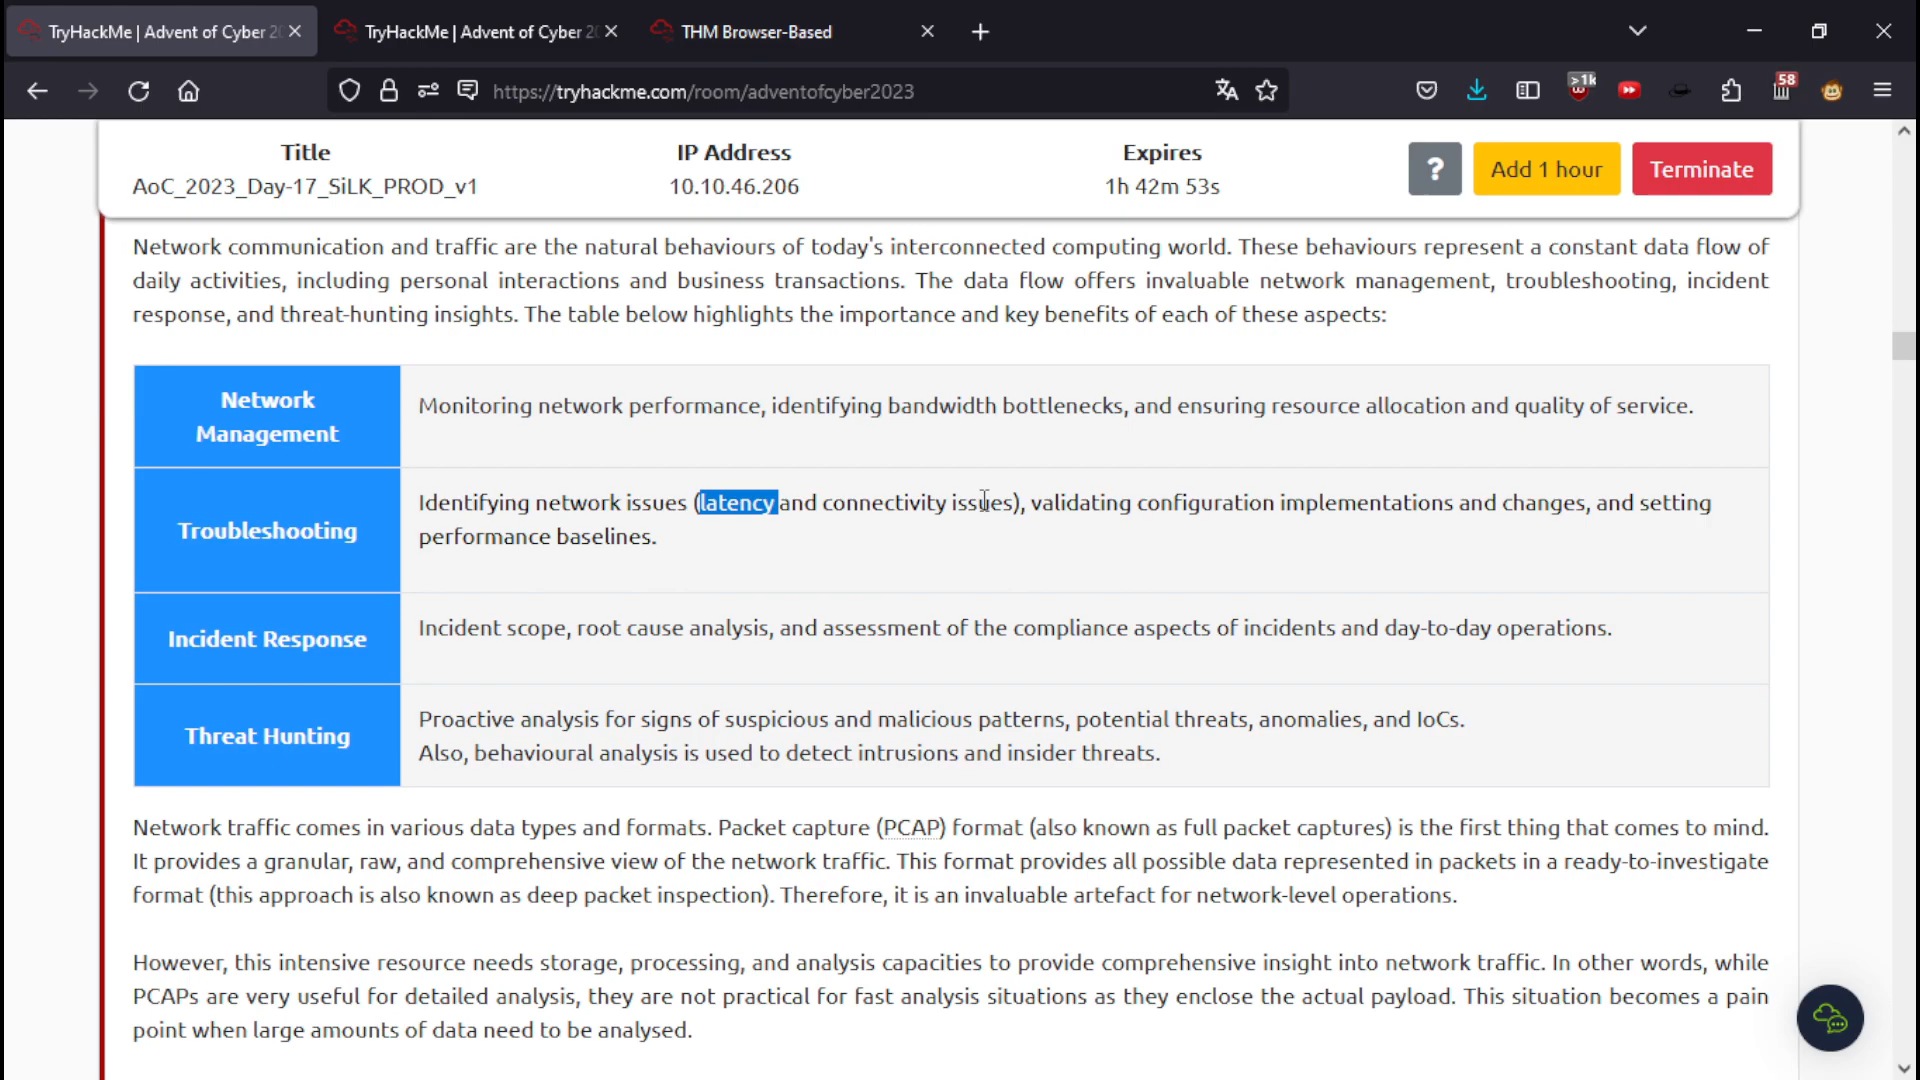 TryHackMe | Advent of Cyber 2
TryHackMe | Advent of Cyber 2
THM Browser-Based
https://tryhackme.com/room/adventofcyber2023
>1k
58
Title
IP Address
Expires
AoC_2023_Day-17_SiLK_PROD_v1
10.10.46.206
1h 42m 53s
?
Add 1 hour
Terminate
Network communication and traffic are the natural behaviours of today's interconnected computing world. These behaviours represent a constant data flow of
daily activities, including personal interactions and business transactions. The data flow offers invaluable network management, troubleshooting, incident
response, and threat-hunting insights. The table below highlights the importance and key benefits of each of these aspects:
Network
Management
Monitoring network performance, identifying bandwidth bottlenecks, and ensuring resource allocation and quality of service.
Troubleshooting
Identifying network issues (latency and connectivity issues), validating configuration implementations and changes, and setting
performance baselines.
Incident Response
Incident scope, root cause analysis, and assessment of the compliance aspects of incidents and day-to-day operations.
Threat Hunting
Proactive analysis for signs of suspicious and malicious patterns, potential threats, anomalies, and IoCs.
Also, behavioural analysis is used to detect intrusions and insider threats.
Network traffic comes in various data types and formats. Packet capture (PCAP) format (also known as full packet captures) is the first thing that comes to mind.
It provides a granular, raw, and comprehensive view of the network traffic. This format provides all possible data represented in packets in a ready-to-investigate
format (this approach is also known as deep packet inspection). Therefore, it is an invaluable artefact for network-level operations.
However, this intensive resource needs storage, processing, and analysis capacities to provide comprehensive insight into network traffic. In other words, while
PCAPs are very useful for detailed analysis, they are not practical for fast analysis situations as they enclose the actual payload. This situation becomes a pain
point when large amounts of data need to be analysed.